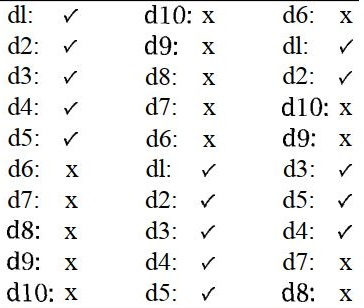 dl: ✓ d10: x d6: x
d2: ✓ d9: x dl: ✓
d3: ✓ d8: x d2: ✓
d4: ✓ d7: x d10: x
d5: ✓ d6: x d9: x
d6: x dl: ✓ d3: ✓
d7: x d2: ✓ d5: ✓
d8: x d3: ✓ d4: ✓
d9: x d4: ✓ d7: x
d10: x d5: ✓ d8: x